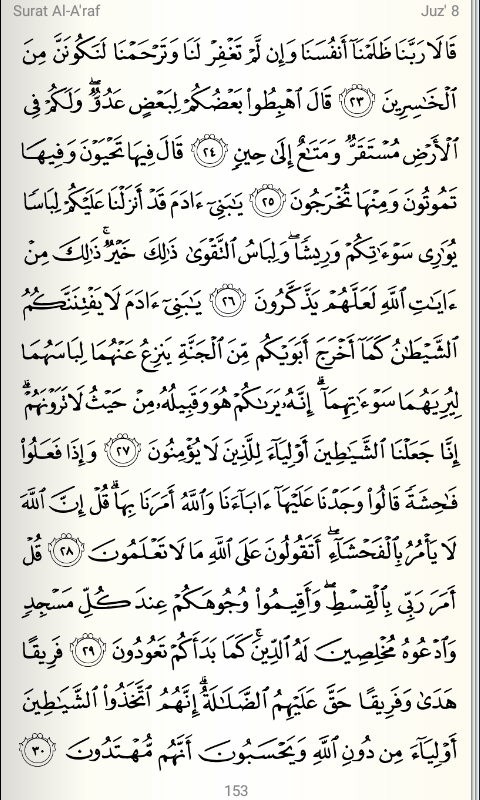 Surat Al-A'raf Juz' 8
قَالَا رَبَّنَا ظَلَمْنَآ أَنفُسَنَا وَإِن لَّمْ تَغْفِرْ لَنَا وَتَرْحَمْنَا لَنَكُونَنَّ مِنَ
ٱلْخَـٰسِرِينَ ٢٣ قَالَ ٱهْبِطُوا۟ بَعْضُكُمْ لِبَعْضٍ عَدُوٌّ ۖ وَلَكُمْ فِى
ٱلْأَرْضِ مُسْتَقَرٌّ وَمَتَـٰعٌ إِلَىٰ حِينٍ ٢٤ قَالَ فِيهَا تَحْيَوْنَ وَفِيهَا
تَمُوتُونَ وَمِنْهَا تُخْرَجُونَ ٢٥ يَـٰبَنِىٓ ءَادَمَ قَدْ أَنزَلْنَا عَلَيْكُمْ لِبَاسًا
يُوَٰرِى سَوْءَٰتِكُمْ وَرِيشًا ۖ وَلِبَاسُ ٱلتَّقْوَىٰ ذَٰلِكَ خَيْرٌ ۚ ذَٰلِكَ مِنْ
ءَايَـٰتِ ٱللَّهِ لَعَلَّهُمْ يَذَّكَّرُونَ ٢٦ يَـٰبَنِىٓ ءَادَمَ لَا يَفْتِنَنَّكُمُ
ٱلشَّيْطَـٰنُ كَمَآ أَخْرَجَ أَبَوَيْكُم مِّنَ ٱلْجَنَّةِ يَنزِعُ عَنْهُمَا لِبَاسَهُمَا
لِيُرِيَهُمَا سَوْءَٰتِهِمَآ ۗ إِنَّهُۥ يَرَىٰكُمْ هُوَ وَقَبِيلُهُۥ مِنْ حَيْثُ لَا تَرَوْنَهُمْ ۗ
إِنَّا جَعَلْنَا ٱلشَّيَـٰطِينَ أَوْلِيَآءَ لِلَّذِينَ لَا يُؤْمِنُونَ ٢٧ وَإِذَا فَعَلُوا۟
فَـٰحِشَةً قَالُوا۟ وَجَدْنَا عَلَيْهَآ ءَابَآءَنَا وَٱللَّهُ أَمَرَنَا بِهَا ۗ قُلْ إِنَّ ٱللَّهَ
لَا يَأْمُرُ بِٱلْفَحْشَآءِ ۖ أَتَقُولُونَ عَلَى ٱللَّهِ مَا لَا تَعْلَمُونَ ٢٨ قُلْ
أَمَرَ رَبِّى بِٱلْقِسْطِ ۖ وَأَقِيمُوا۟ وُجُوهَكُمْ عِندَ كُلِّ مَسْجِدٍ
وَٱدْعُوهُ مُخْلِصِينَ لَهُ ٱلدِّينَ ۚ كَمَا بَدَأَكُمْ تَعُودُونَ ٢٩ فَرِيقًا
هَدَىٰ وَفَرِيقًا حَقَّ عَلَيْهِمُ ٱلضَّلَـٰلَةُ ۗ إِنَّهُمُ ٱتَّخَذُوا۟ ٱلشَّيَـٰطِينَ
أَوْلِيَآءَ مِن دُونِ ٱللَّهِ وَيَحْسَبُونَ أَنَّهُم مُّهْتَدُونَ ٣٠
153